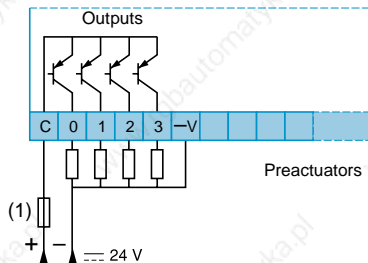 Outputs
C 0 1 2 3 –V
Preactuators
(1)
+ – 24 V